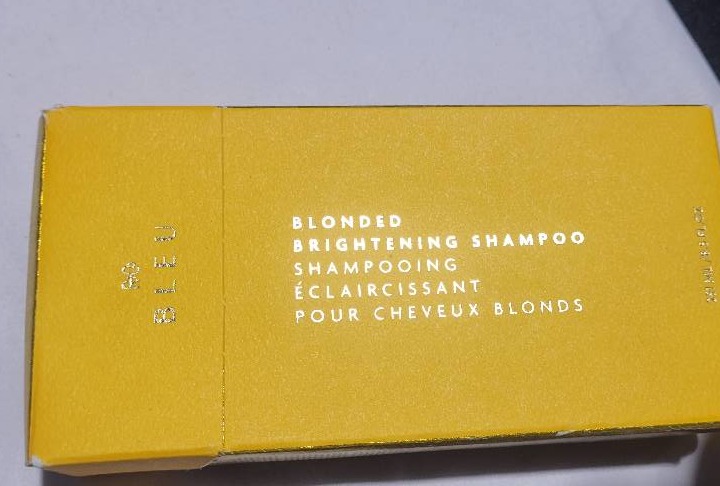 BLEU
BLONDED
BRIGHTENING SHAMPOO
SHAMPOOING
ÉCLAIRCISSANT
POUR CHEVEUX BLONDS